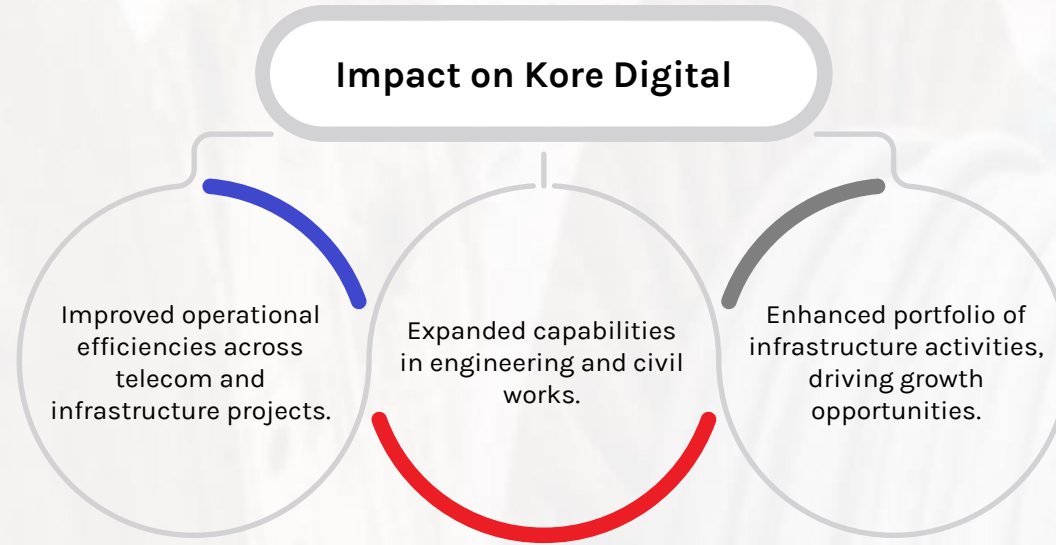 Impact on Kore Digital
Improved operational
efficiencies across
telecom and
infrastructure projects.
Expanded capabilities
in engineering and civil
works.
Enhanced portfolio of
infrastructure activities,
driving growth
opportunities.